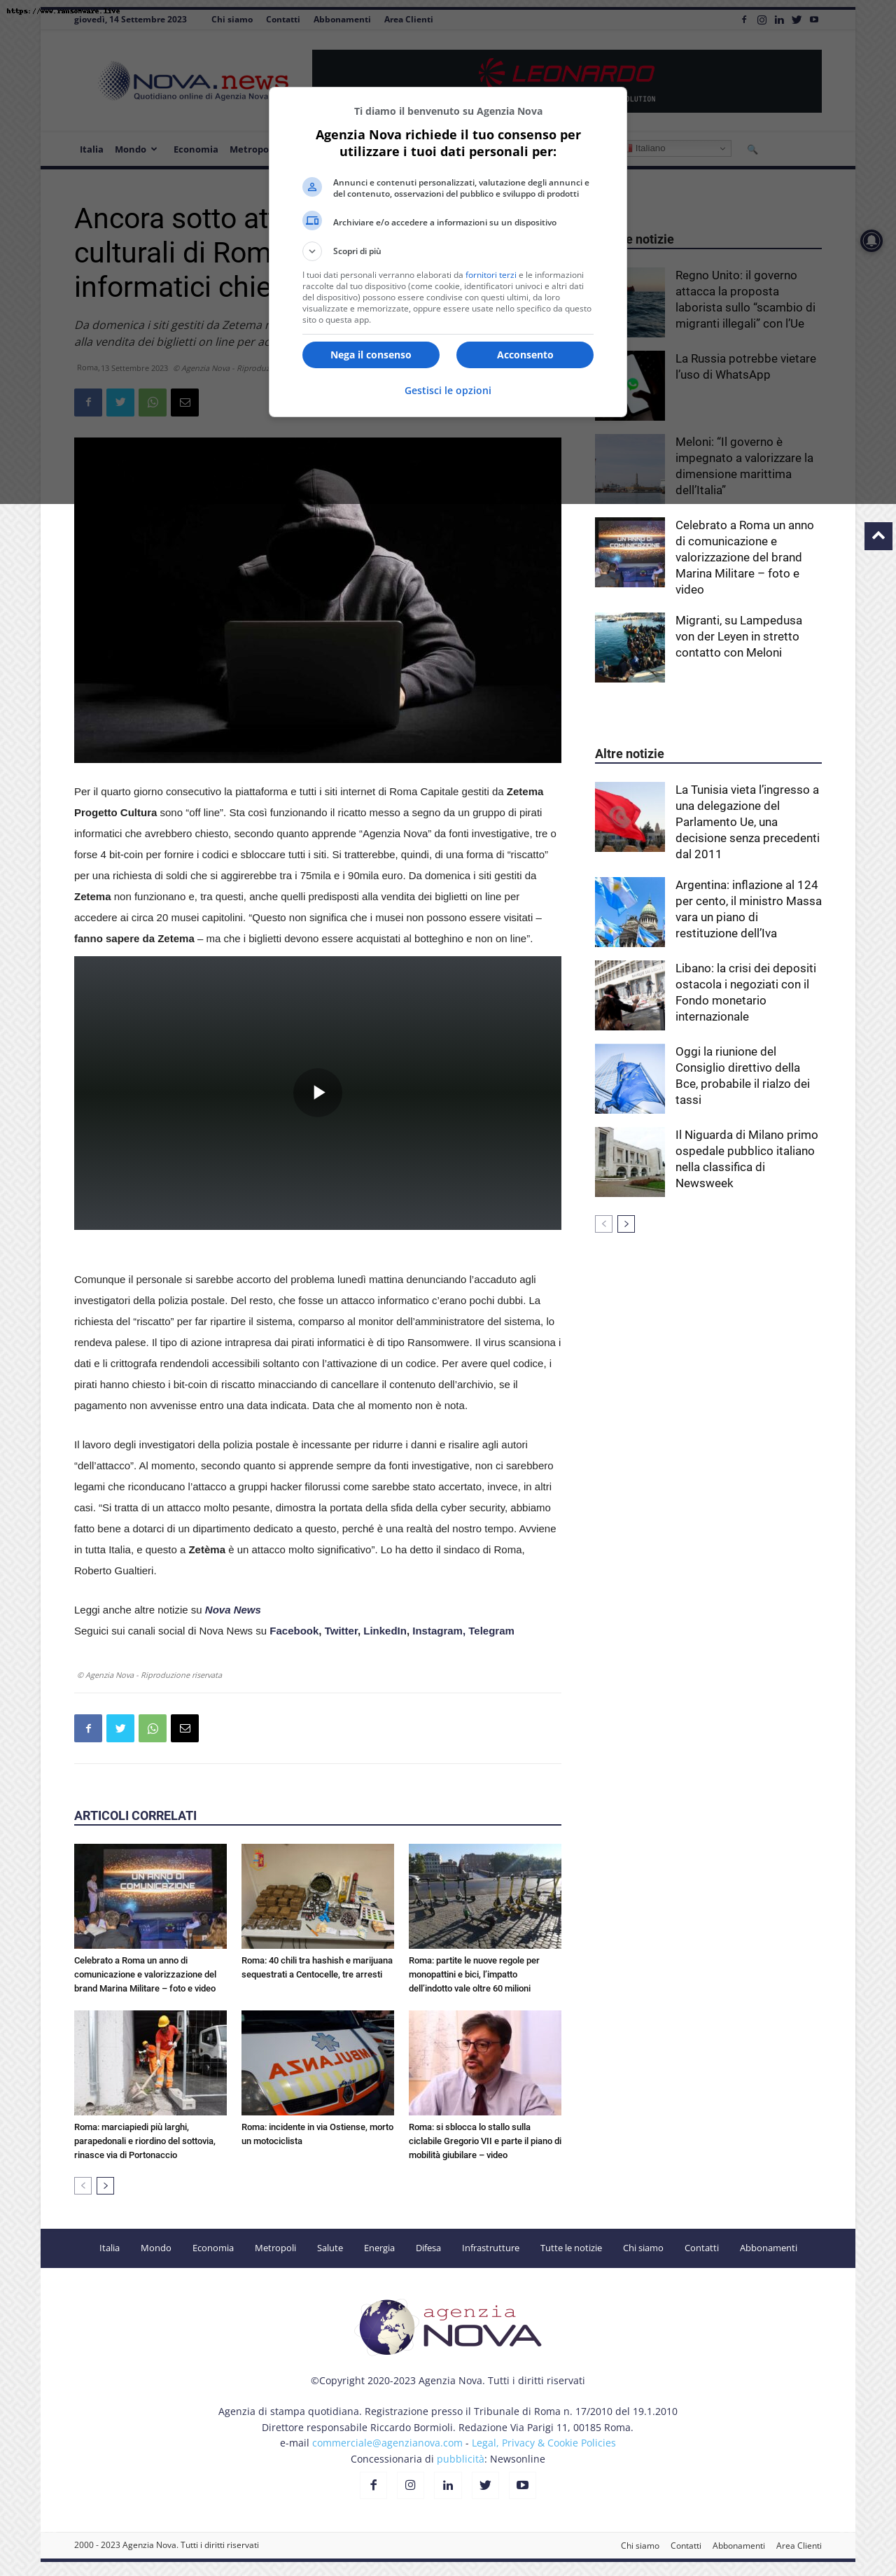 https://www.ransomware.live
giovedì, 14 Settembre 2023 Chi siamo Contatti Abbonamenti Area Clienti
NOVA.news
Quotidiano online di Agenzia Nova
LEONARDO
Italia Mondo Economia Metropo
Italiano
Ti diamo il benvenuto su Agenzia Nova
Agenzia Nova richiede il tuo consenso per
utilizzare i tuoi dati personali per:
Annunci e contenuti personalizzati, valutazione degli annunci e
del contenuto, osservazioni del pubblico e sviluppo di prodotti
Archiviare e/o accedere a informazioni su un dispositivo
Scopri di più
I tuoi dati personali verranno elaborati da fornitori terzi e le informazioni
raccolte dal tuo dispositivo (come cookie, identificatori univoci e altri dati
del dispositivo) possono essere condivise con questi ultimi, da loro
visualizzate e memorizzate, oppure essere usate nello specifico da questo
sito o questa app.
Nega il consenso Acconsento
Gestisci le opzioni
Ancora sotto at
culturali di Rom
informatici chie
Da domenica i siti gestiti da Zetema n
alla vendita dei biglietti on line per ac
Roma, 13 Settembre 2023 © Agenzia Nova - Riproduz
Per il quarto giorno consecutivo la piattaforma e tutti i siti internet di Roma Capitale gestiti da Zetema
Progetto Cultura sono “off line”. Sta così funzionando il ricatto messo a segno da un gruppo di pirati
informatici che avrebbero chiesto, secondo quanto apprende “Agenzia Nova” da fonti investigative, tre o
forse 4 bit-coin per fornire i codici e sbloccare tutti i siti. Si tratterebbe, quindi, di una forma di “riscatto”
per una richiesta di soldi che si aggirerebbe tra i 75mila e i 90mila euro. Da domenica i siti gestiti da
Zetema non funzionano e, tra questi, anche quelli predisposti alla vendita dei biglietti on line per
accedere ai circa 20 musei capitolini. “Questo non significa che i musei non possono essere visitati –
fanno sapere da Zetema – ma che i biglietti devono essere acquistati al botteghino e non on line”.
Comunque il personale si sarebbe accorto del problema lunedì mattina denunciando l’accaduto agli
investigatori della polizia postale. Del resto, che fosse un attacco informatico c’erano pochi dubbi. La
richiesta del “riscatto” per far ripartire il sistema, comparso al monitor dell’amministratore del sistema, lo
rendeva palese. Il tipo di azione intrapresa dai pirati informatici è di tipo Ransomwere. Il virus scansiona i
dati e li crittografa rendendoli accessibili soltanto con l’attivazione di un codice. Per avere quel codice, i
pirati hanno chiesto i bit-coin di riscatto minacciando di cancellare il contenuto dell’archivio, se il
pagamento non avvenisse entro una data indicata. Data che al momento non è nota.
Il lavoro degli investigatori della polizia postale è incessante per ridurre i danni e risalire agli autori
“dell’attacco”. Al momento, secondo quanto si apprende sempre da fonti investigative, non ci sarebbero
legami che riconducano l’attacco a gruppi hacker filorussi come sarebbe stato accertato, invece, in altri
casi. “Si tratta di un attacco molto pesante, dimostra la portata della sfida della cyber security, abbiamo
fatto bene a dotarci di un dipartimento dedicato a questo, perché è una realtà del nostro tempo. Avviene
in tutta Italia, e questo a Zetèma è un attacco molto significativo”. Lo ha detto il sindaco di Roma,
Roberto Gualtieri.
Leggi anche altre notizie su Nova News
Seguici sui canali social di Nova News su Facebook, Twitter, LinkedIn, Instagram, Telegram
© Agenzia Nova - Riproduzione riservata
ARTICOLI CORRELATI
UN ANNO DI
COMUNICAZIONE
Celebrato a Roma un anno di
comunicazione e valorizzazione del
brand Marina Militare – foto e video
Roma: 40 chili tra hashish e marijuana
sequestrati a Centocelle, tre arresti
Roma: partite le nuove regole per
monopattini e bici, l’impatto
dell’indotto vale oltre 60 milioni
AMBULANZA
Roma: marciapiedi più larghi,
parapedonali e riordino del sottovia,
rinasce via di Portonaccio
Roma: incidente in via Ostiense, morto
un motociclista
Roma: si sblocca lo stallo sulla
ciclabile Gregorio VII e parte il piano di
mobilità giubilare – video
e notizie
Regno Unito: il governo
attacca la proposta
laborista sullo “scambio di
migranti illegali” con l’Ue
La Russia potrebbe vietare
l’uso di WhatsApp
Meloni: “Il governo è
impegnato a valorizzare la
dimensione marittima
dell’Italia”
UN ANNO DI
COMUNICAZIONE
Celebrato a Roma un anno
di comunicazione e
valorizzazione del brand
Marina Militare – foto e
video
Migranti, su Lampedusa
von der Leyen in stretto
contatto con Meloni
Altre notizie
La Tunisia vieta l’ingresso a
una delegazione del
Parlamento Ue, una
decisione senza precedenti
dal 2011
Argentina: inflazione al 124
per cento, il ministro Massa
vara un piano di
restituzione dell’Iva
Libano: la crisi dei depositi
ostacola i negoziati con il
Fondo monetario
internazionale
Oggi la riunione del
Consiglio direttivo della
Bce, probabile il rialzo dei
tassi
Il Niguarda di Milano primo
ospedale pubblico italiano
nella classifica di
Newsweek
Italia Mondo Economia Metropoli Salute Energia Difesa Infrastrutture Tutte le notizie Chi siamo Contatti Abbonamenti
agenzia
NOVA
©Copyright 2020-2023 Agenzia Nova. Tutti i diritti riservati
Agenzia di stampa quotidiana. Registrazione presso il Tribunale di Roma n. 17/2010 del 19.1.2010
Direttore responsabile Riccardo Bormioli. Redazione Via Parigi 11, 00185 Roma.
e-mail commerciale@agenzianova.com - Legal, Privacy & Cookie Policies
Concessionaria di pubblicità: Newsonline
2000 - 2023 Agenzia Nova. Tutti i diritti riservati Chi siamo Contatti Abbonamenti Area Clienti